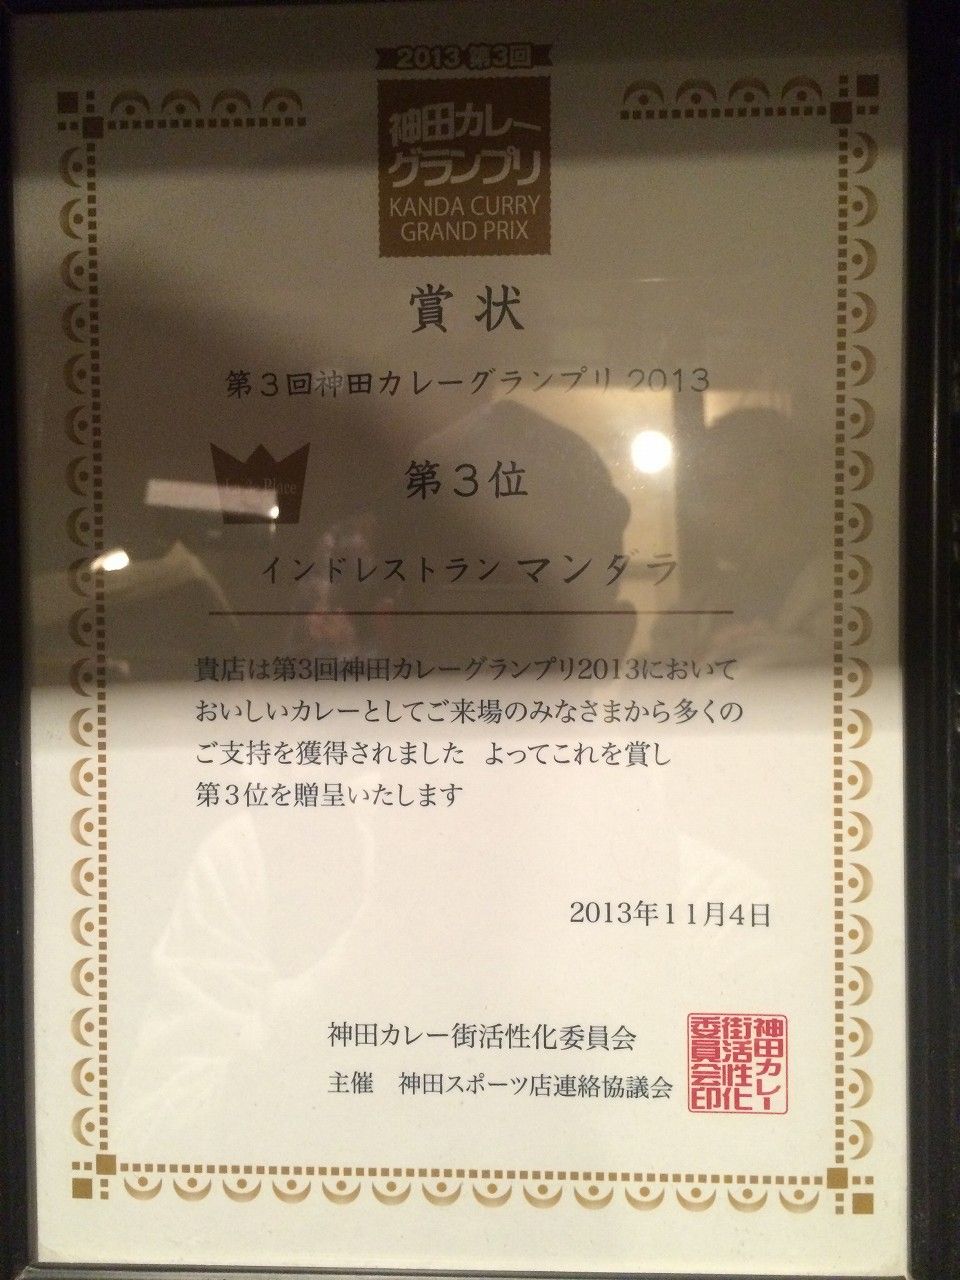 2013 第3回
神田カレー
グランプリ
KANDA CURRY
GRAND PRIX
賞状
第3回神田カレーグランプリ 2013
Place
第3位
インドレストラン マンダラ
貴店は第3回神田カレーグランプリ2013において
おいしいカレーとしてご来場のみなさまから多くの
ご支持を獲得されました よってこれを賞し
第3位を贈呈いたします
2013年11月4日
神田カレー街活性化委員会
主催 神田スポーツ店連絡協議会
神田カレー
街活性化
委員会印